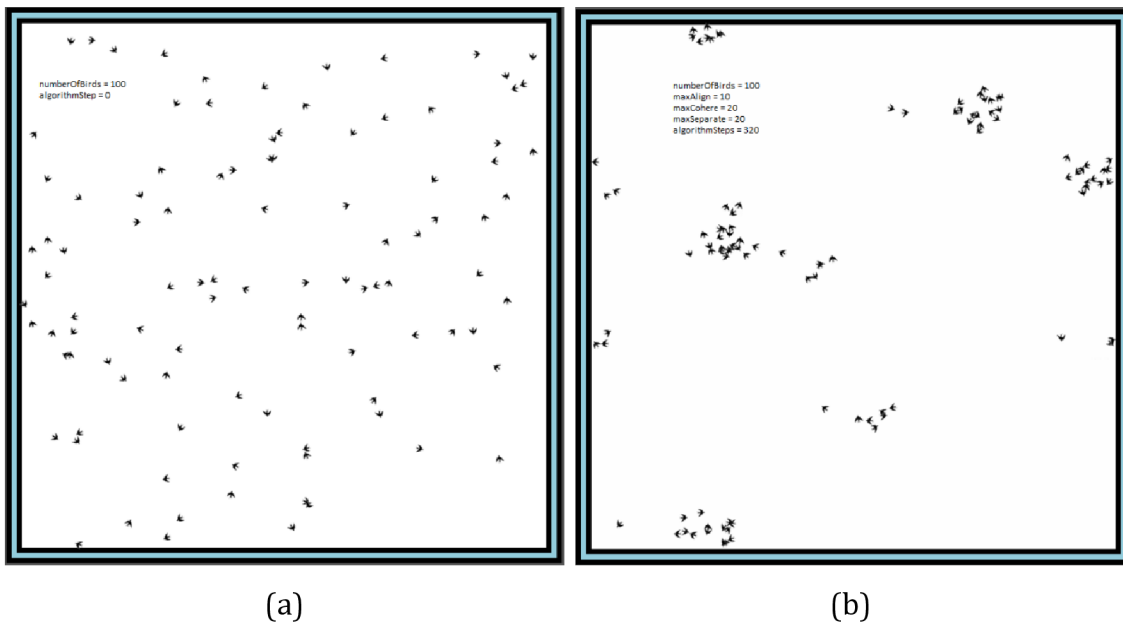 numberOfBirds = 100
algorithmStep = 0
numberOfBirds = 100
maxAlign = 10
maxCohere = 20
maxSeparate = 20
algorithmSteps = 320
(a)
(b)